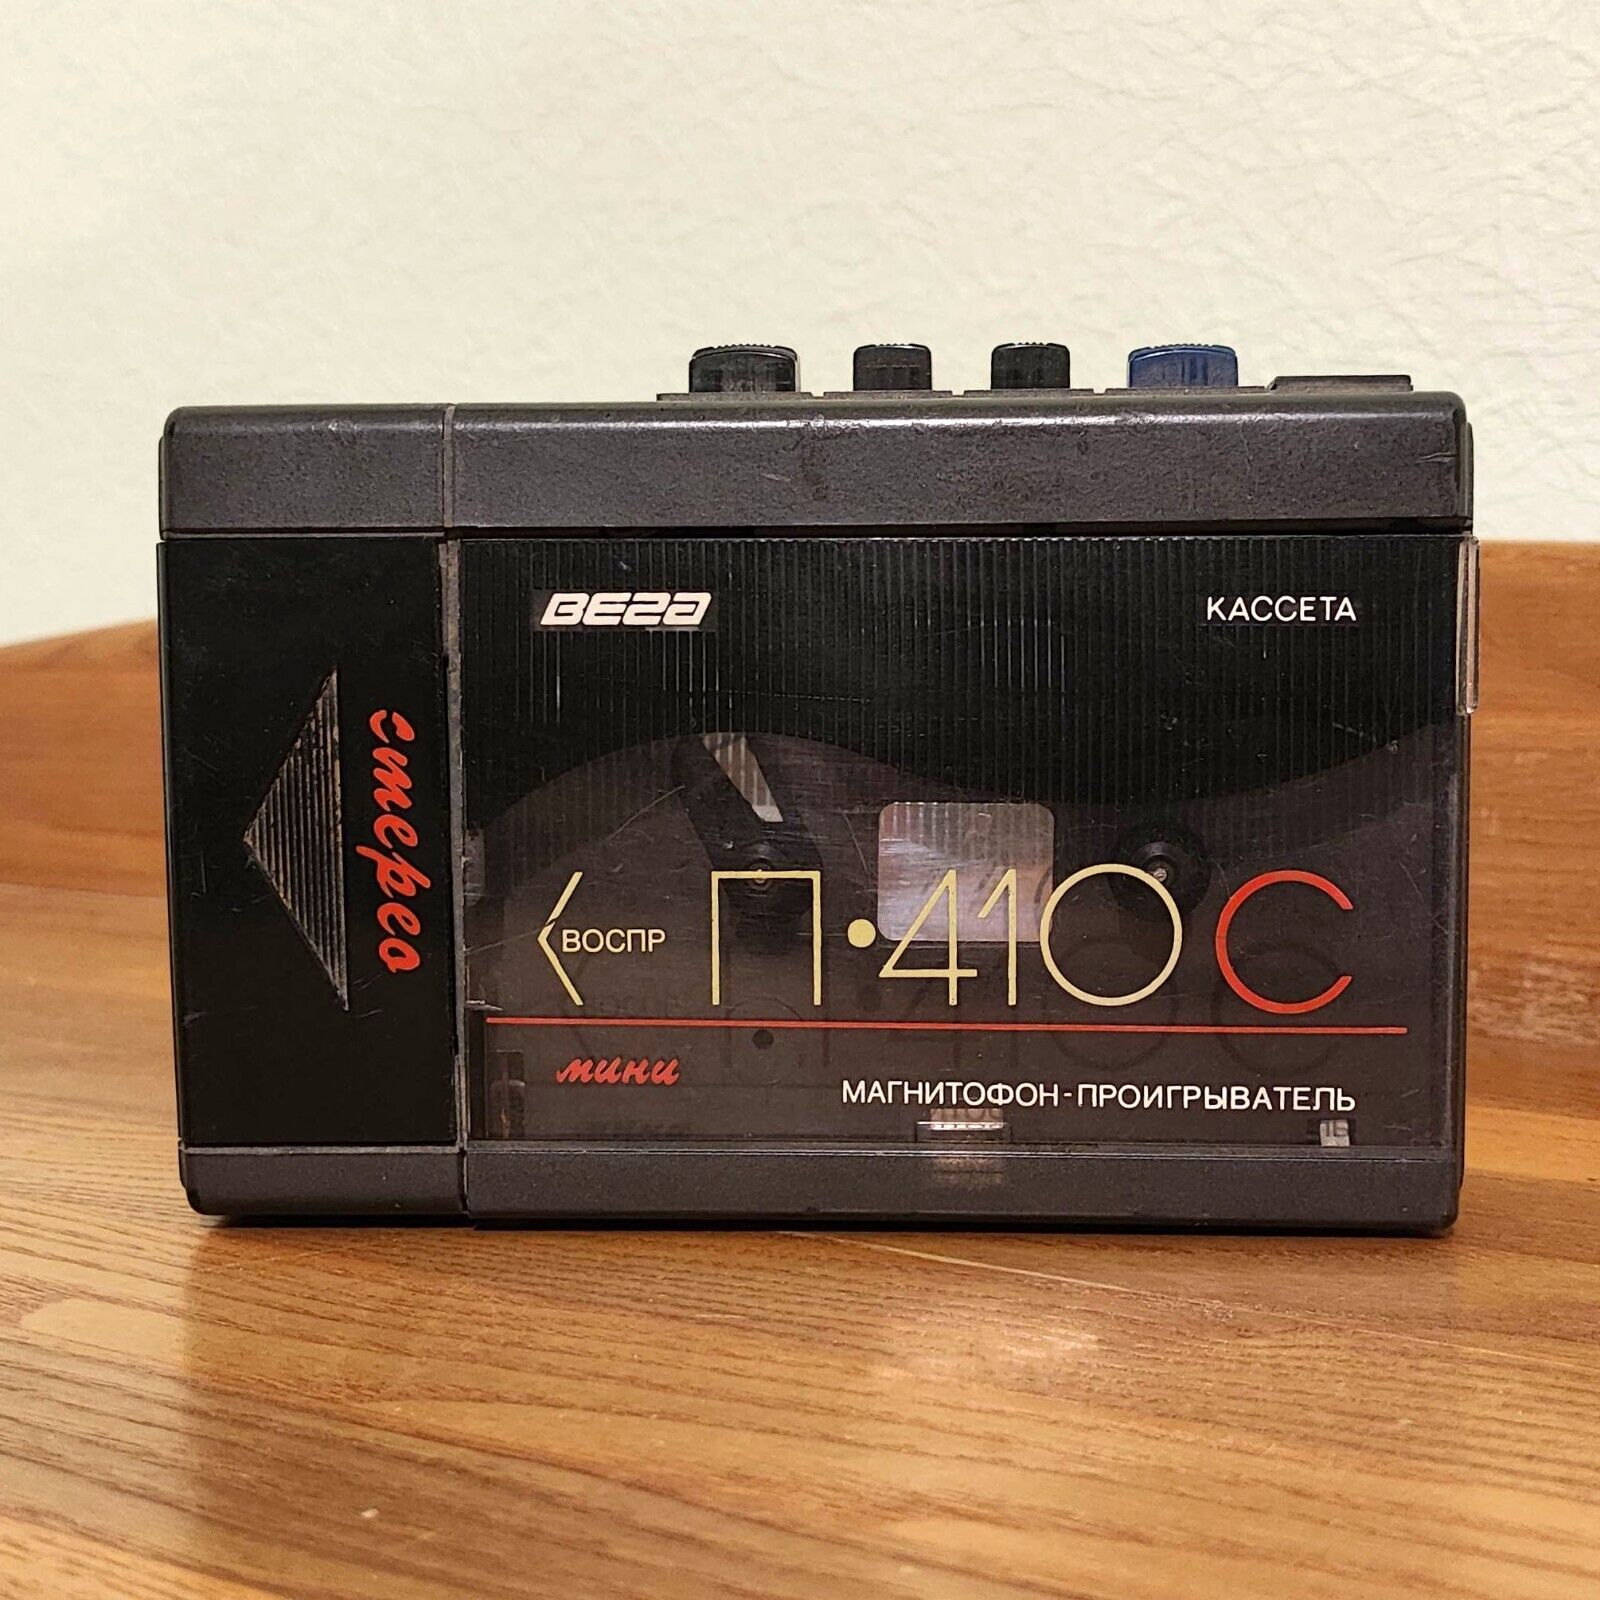 ВЕГА
КАССЕТА
стерео
ВОСПР
П·410С
мини
МАГНИТОФОН-ПРОИГРЫВАТЕЛЬ